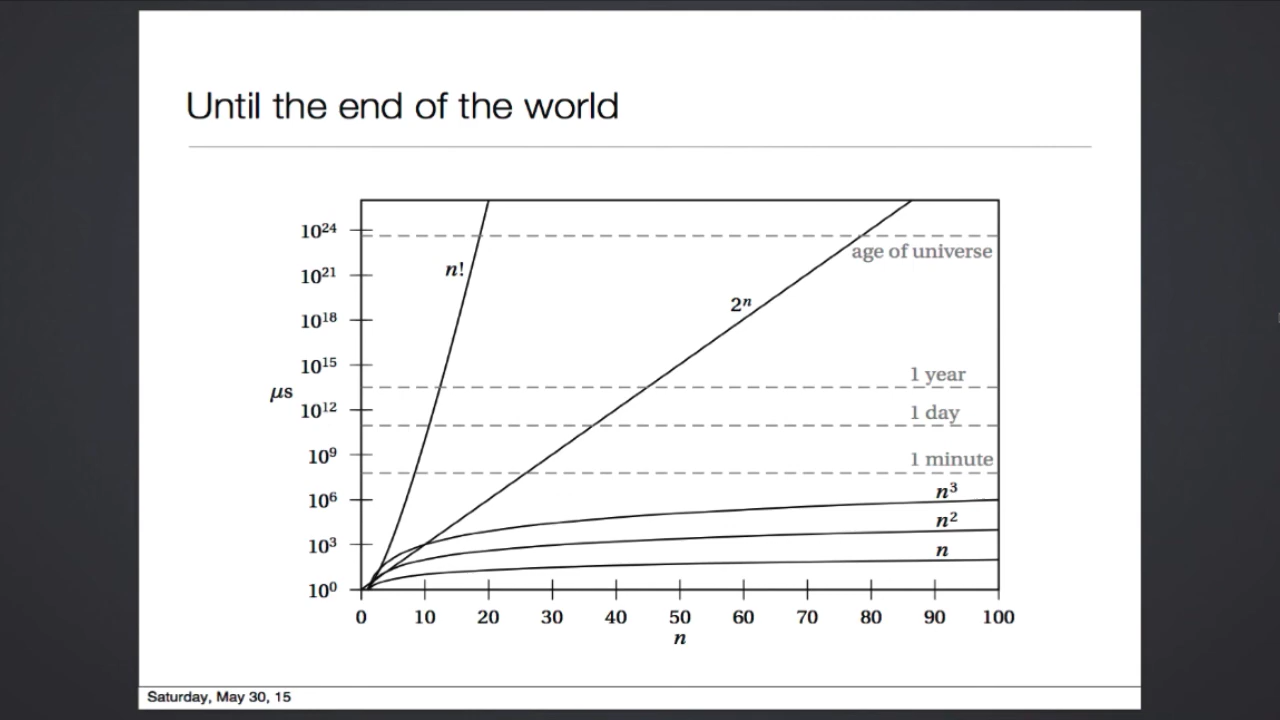 Until the end of the world
10²⁴
age of universe
n!
10²¹
2ⁿ
10¹⁸
10¹⁵
1 year
μs
10¹²
1 day
10⁹
1 minute
10⁶
n³
n²
10³
n
10⁰
0 10 20 30 40 50 60 70 80 90 100
n
Saturday, May 30, 15